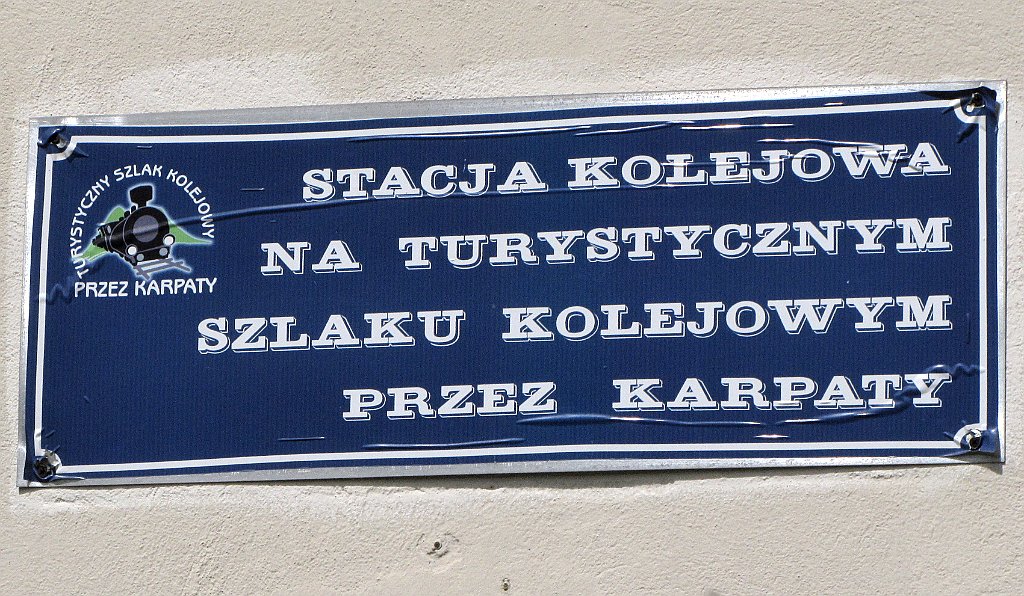 TURYSTYCZNY SZLAK KOLEJOWY
PRZEZ KARPATY
STACJA KOLEJOWA
NA TURYSTYCZNYM
SZLAKU KOLEJOWYM
PRZEZ KARPATY